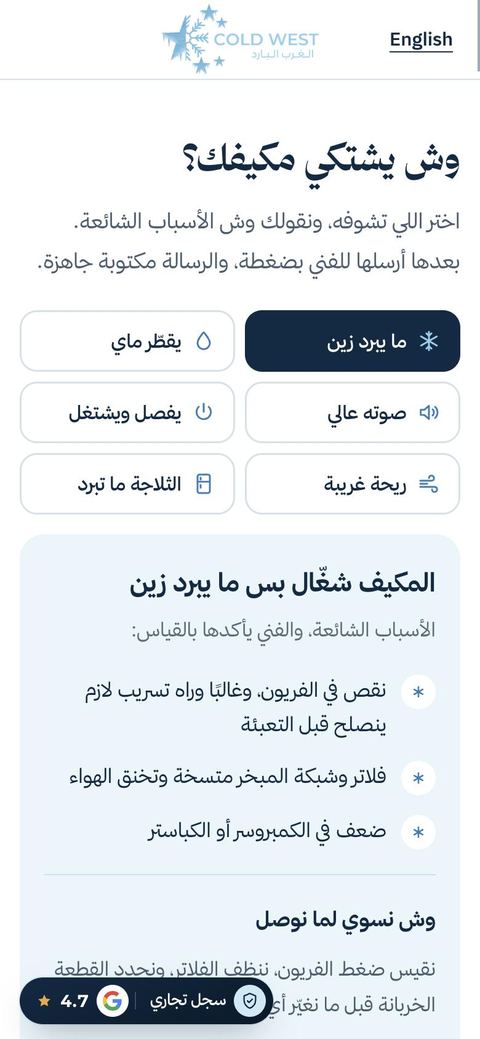 English
COLD WEST
الـغـرب الـبـارد
وش يشتكي مكيفك؟
اختر اللي تشوفه، ونقولك وش الأسباب الشائعة.
بعدها أرسلها للفني بضغطة، والرسالة مكتوبة جاهزة.
ما يبرد زين
يقطّر ماي
صوته عالي
يفصل ويشتغل
ريحة غريبة
الثلاجة ما تبرد
المكيف شغّال بس ما يبرد زين
الأسباب الشائعة، والفني يأكدها بالقياس:
نقص في الفريون، وغالبًا وراه تسريب لازم
ينصلح قبل التعبئة
فلاتر وشبكة المبخر متسخة وتخنق الهواء
ضعف في الكمبروسر أو الكباستر
وش نسوي لما نوصل
نقيس ضغط الفريون، ننظف الفلاتر، ونحدد القطعة
الخربانة قبل ما نغيّر أي
سجل تجاري
4.7